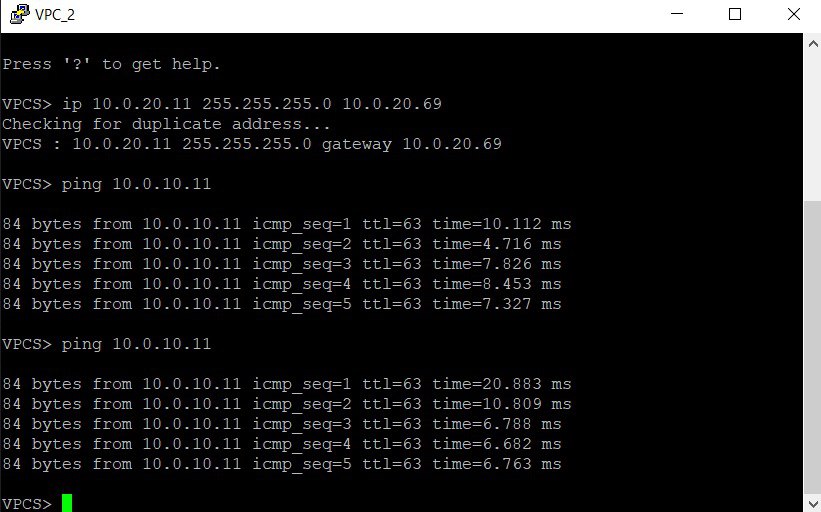 VPC_2
Press '?' to get help.
VPCS> ip 10.0.20.11 255.255.255.0 10.0.20.69
Checking for duplicate address...
VPCS : 10.0.20.11 255.255.255.0 gateway 10.0.20.69
VPCS> ping 10.0.10.11
84 bytes from 10.0.10.11 icmp_seq=1 ttl=63 time=10.112 ms
84 bytes from 10.0.10.11 icmp_seq=2 ttl=63 time=4.716 ms
84 bytes from 10.0.10.11 icmp_seq=3 ttl=63 time=7.826 ms
84 bytes from 10.0.10.11 icmp_seq=4 ttl=63 time=8.453 ms
84 bytes from 10.0.10.11 icmp_seq=5 ttl=63 time=7.327 ms
VPCS> ping 10.0.10.11
84 bytes from 10.0.10.11 icmp_seq=1 ttl=63 time=20.883 ms
84 bytes from 10.0.10.11 icmp_seq=2 ttl=63 time=10.809 ms
84 bytes from 10.0.10.11 icmp_seq=3 ttl=63 time=6.788 ms
84 bytes from 10.0.10.11 icmp_seq=4 ttl=63 time=6.682 ms
84 bytes from 10.0.10.11 icmp_seq=5 ttl=63 time=6.763 ms
VPCS>